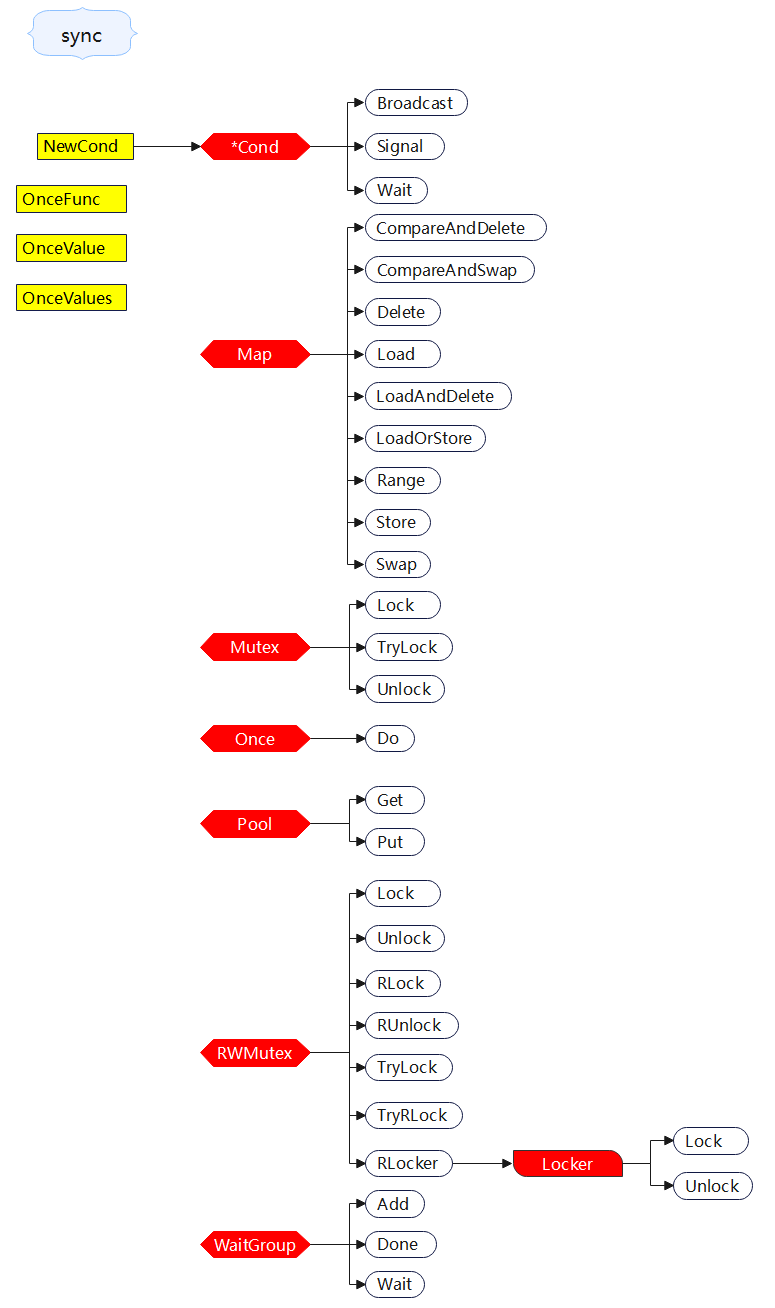 sync
Broadcast
NewCond
*Cond
Signal
OnceFunc
Wait
CompareAndDelete
OnceValue
CompareAndSwap
OnceValues
Delete
Map
Load
LoadAndDelete
LoadOrStore
Range
Store
Swap
Lock
Mutex
TryLock
Unlock
Once
Do
Get
Pool
Put
Lock
Unlock
RLock
RUnlock
RWMutex
TryLock
TryRLock
RLocker
Locker
Lock
Unlock
Add
WaitGroup
Done
Wait